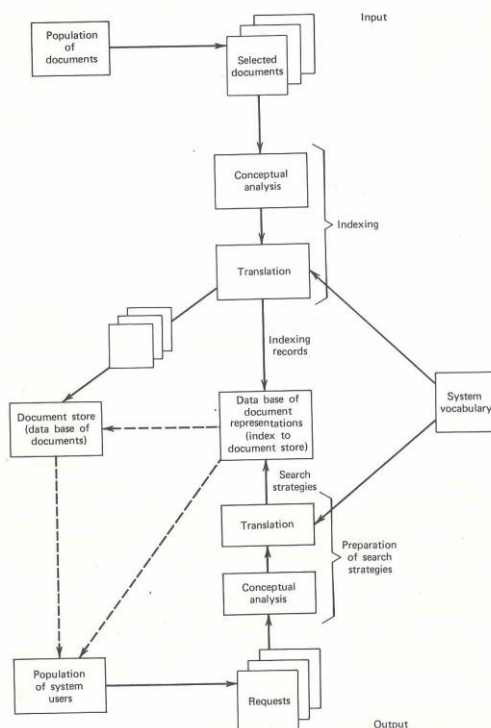 Input
Population
of
documents
Selected
documents
Conceptual
analysis
Indexing
Translation
Indexing
records
Document store
(data base of
documents)
Data base
of document
representations
(index to
document store)
System
vocabulary
Search
strategies
Translation
Preparation
of search
strategies
Conceptual
analysis
Population
of system
users
Requests
Output